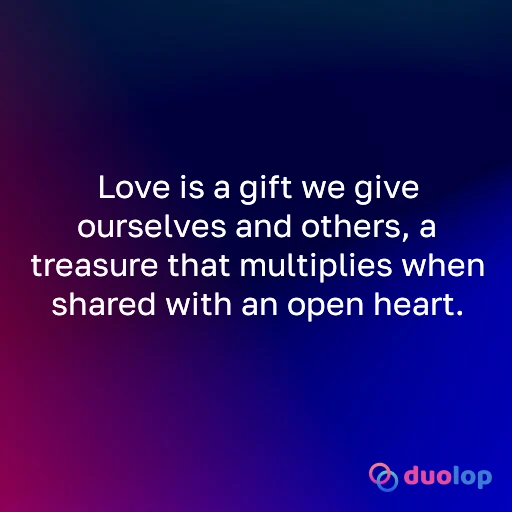 Love is a gift we give
ourselves and others, a
treasure that multiplies when
shared with an open heart.
duolop